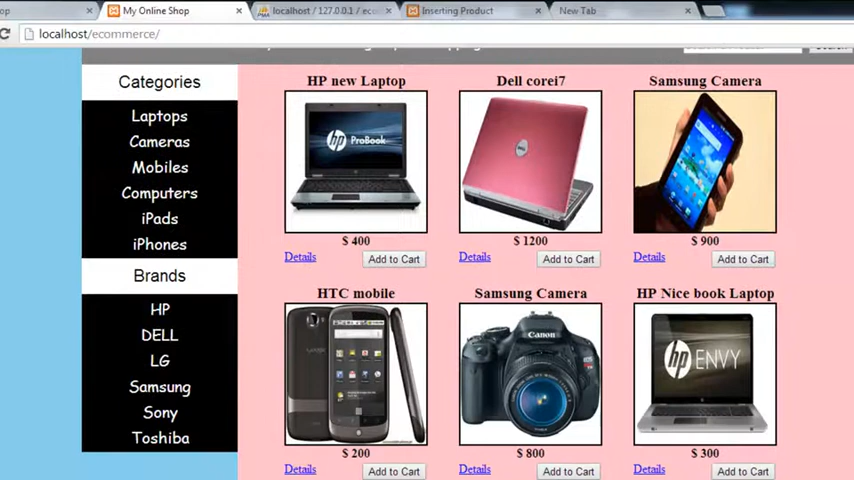 My Online Shop
localhost / 127.0.0.1 / eco
Inserting Product
New Tab
localhost/ecommerce/
Categories
Laptops
Cameras
Mobiles
Computers
iPads
iPhones
Brands
HP
DELL
LG
Samsung
Sony
Toshiba
HP new Laptop
Dell corei7
Samsung Camera
hp ProBook
DELL
$ 400
$ 1200
$ 900
Details
Add to Cart
Details
Add to Cart
Details
Add to Cart
HTC mobile
Samsung Camera
HP Nice book Laptop
Canon
hp ENVY
$ 200
$ 800
$ 300
Details
Add to Cart
Details
Add to Cart
Details
Add to Cart